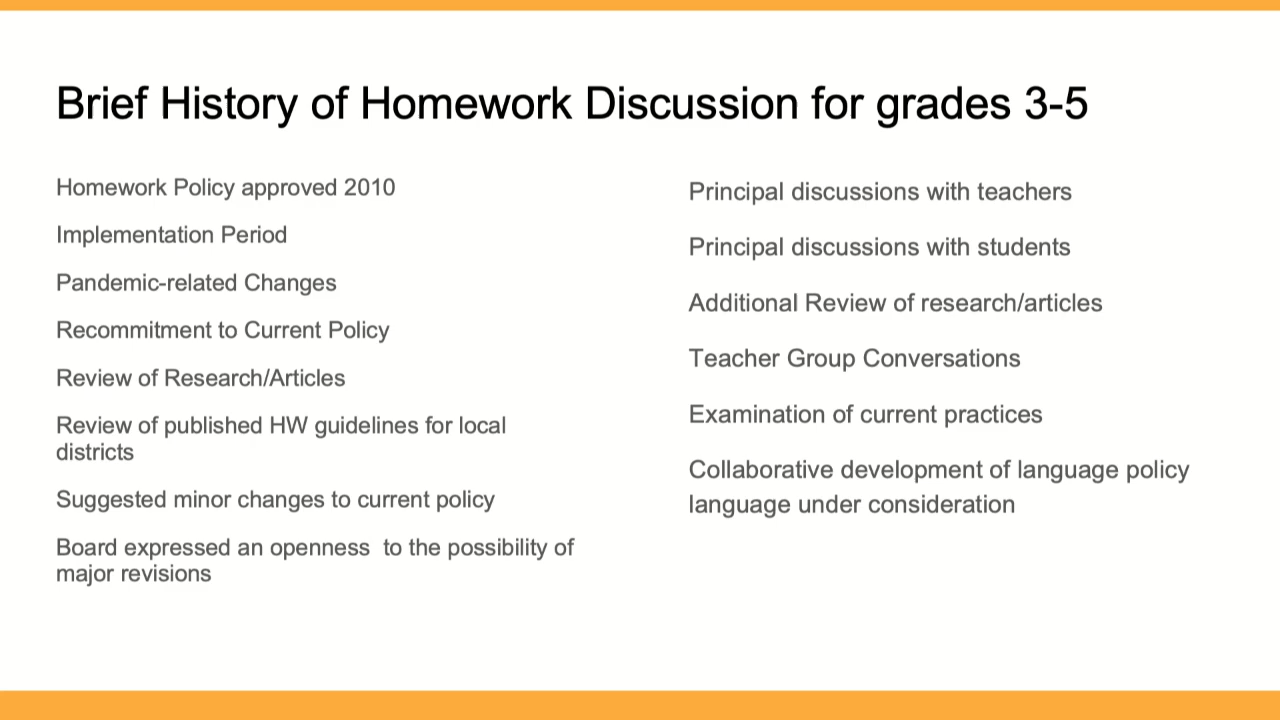 Brief History of Homework Discussion for grades 3-5
Homework Policy approved 2010
Implementation Period
Pandemic-related Changes
Recommitment to Current Policy
Review of Research/Articles
Review of published HW guidelines for local
districts
Suggested minor changes to current policy
Board expressed an openness  to the possibility of
major revisions
Principal discussions with teachers
Principal discussions with students
Additional Review of research/articles
Teacher Group Conversations
Examination of current practices
Collaborative development of language policy
language under consideration